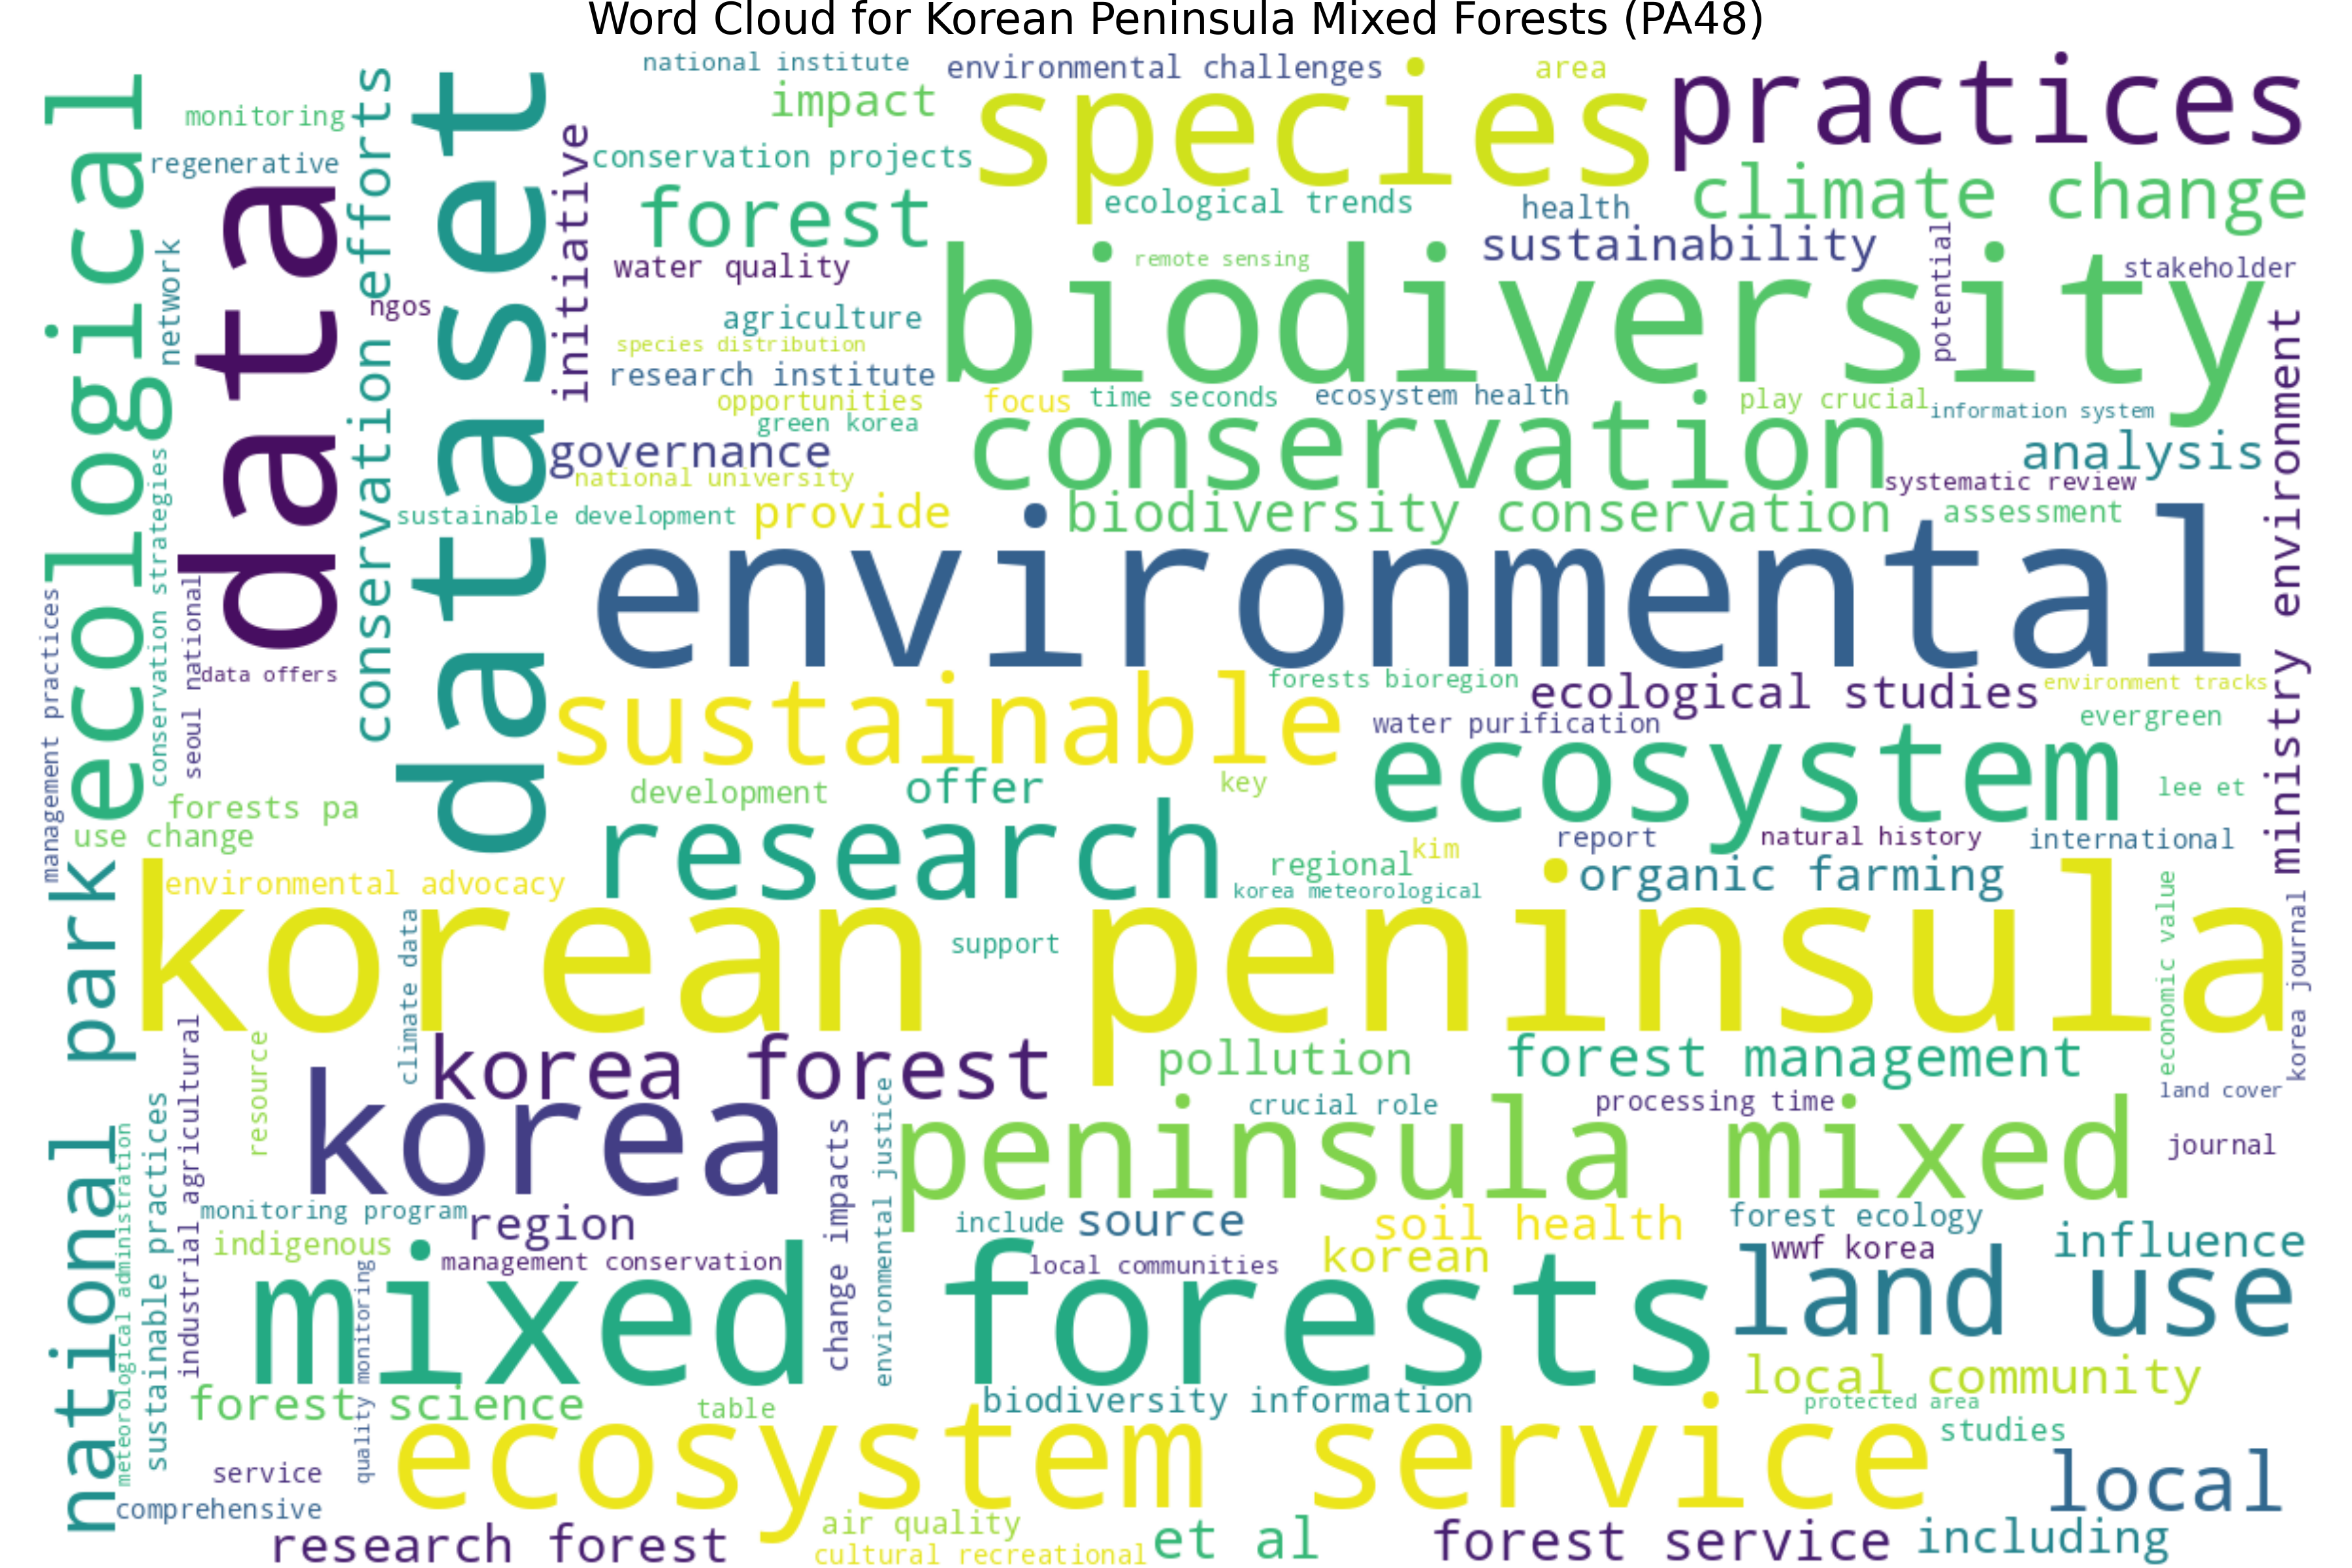 Word Cloud for Korean Peninsula Mixed Forests (PA48)
national institute
environmental challenges
area
species
practices
impact
monitoring
ecological
conservation efforts
dataset
data
regenerative
initiative
conservation projects
climate change
forest
ecological trends
health
sustainability
potential
stakeholder
network
water quality
remote sensing
biodiversity
ngos
agriculture
species distribution
research institute
opportunities
focus
time seconds
ecosystem health
play crucial
information system
green korea
conservation
governance
analysis
national university
systematic review
ministry environment
sustainable development
provide
biodiversity conservation
assessment
conservation strategies
environmental
seoul national
management practices
data offers
sustainable
forests bioregion
ecological studies
environment tracks
water purification
evergreen
ecosystem
development
offer
key
lee et
forests pa
use change
research
report
natural history
international
kim
regional
korea meteorological
organic farming
environmental advocacy
national park
korean peninsula
climate data
support
economic value
korea journal
resource
industrial agricultural
korea forest
pollution
forest management
land cover
korea
crucial role
processing time
peninsula mixed
journal
sustainable practices
meteorological administration
change impacts
environmental justice
monitoring program
region
include
source
soil health
forest ecology
influence
indigenous
management conservation
local communities
korean
wwf korea
mixed forests
land use
quality monitoring
local community
forest science
table
biodiversity information
protected area
studies
ecosystem service
service
local
comprehensive
air quality
research forest
cultural recreational
et al
forest service
including